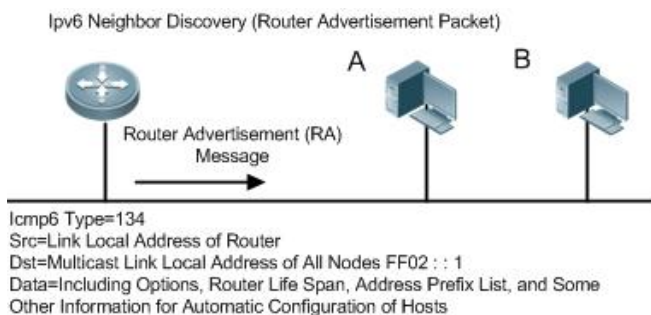 Ipv6 Neighbor Discovery (Router Advertisement Packet)
A
B
Router Advertisement (RA)
Message
Icmp6 Type=134
Src=Link Local Address of Router
Dst=Multicast Link Local Address of All Nodes FF02 : : 1
Data=Including Options, Router Life Span, Address Prefix List, and Some
Other Information for Automatic Configuration of Hosts